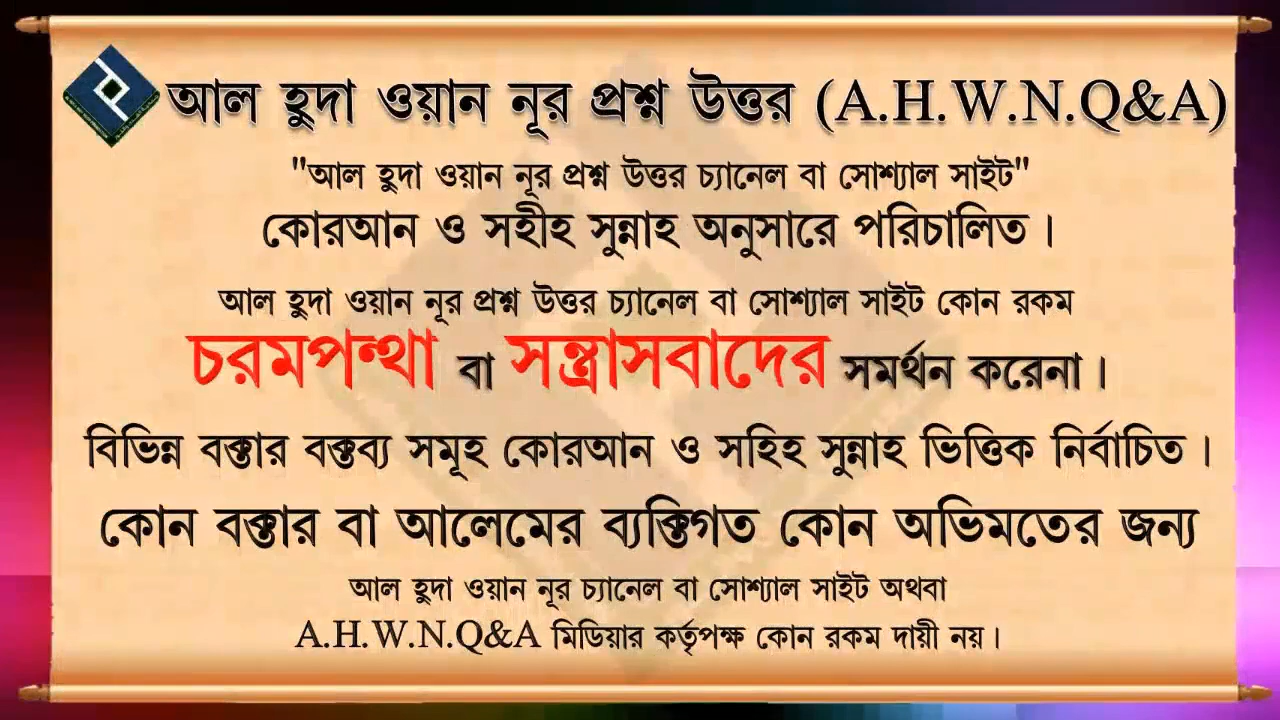 আল হুদা ওয়ান নূর প্রশ্ন উত্তর (A.H.W.N.Q&A)
"আল হুদা ওয়ান নূর প্রশ্ন উত্তর চ্যানেল বা সোশ্যাল সাইট"
কোরআন ও সহীহ সুন্নাহ অনুসারে পরিচালিত।
আল হুদা ওয়ান নূর প্রশ্ন উত্তর চ্যানেল বা সোশ্যাল সাইট কোন রকম
চরমপন্থা বা সন্ত্রাসবাদের সমর্থন করেনা।
বিভিন্ন বক্তার বক্তব্য সমূহ কোরআন ও সহিহ সুন্নাহ ভিত্তিক নির্বাচিত।
কোন বক্তার বা আলেমের ব্যক্তিগত কোন অভিমতের জন্য
আল হুদা ওয়ান নূর চ্যানেল বা সোশ্যাল সাইট অথবা
A.H.W.N.Q&A মিডিয়ার কর্তৃপক্ষ কোন রকম দায়ী নয়।